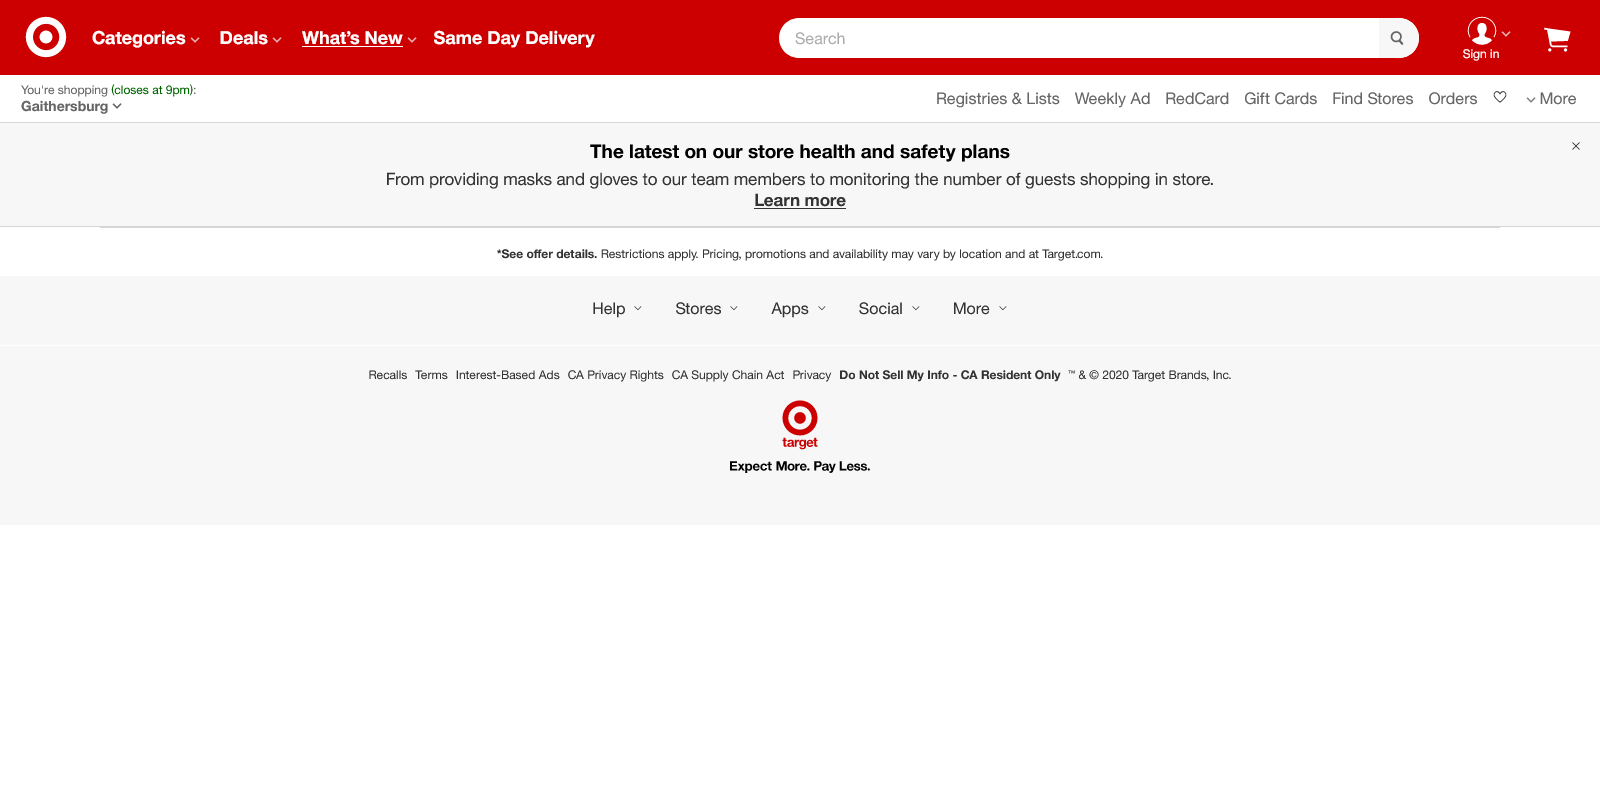 Categories Deals What's New Same Day Delivery Search Sign in
You're shopping (closes at 9pm):
Gaithersburg
Registries & Lists Weekly Ad RedCard Gift Cards Find Stores Orders More
The latest on our store health and safety plans
From providing masks and gloves to our team members to monitoring the number of guests shopping in store.
Learn more
*See offer details. Restrictions apply. Pricing, promotions and availability may vary by location and at Target.com.
Help Stores Apps Social More
Recalls Terms Interest-Based Ads CA Privacy Rights CA Supply Chain Act Privacy Do Not Sell My Info - CA Resident Only ™ & © 2020 Target Brands, Inc.
target
Expect More. Pay Less.